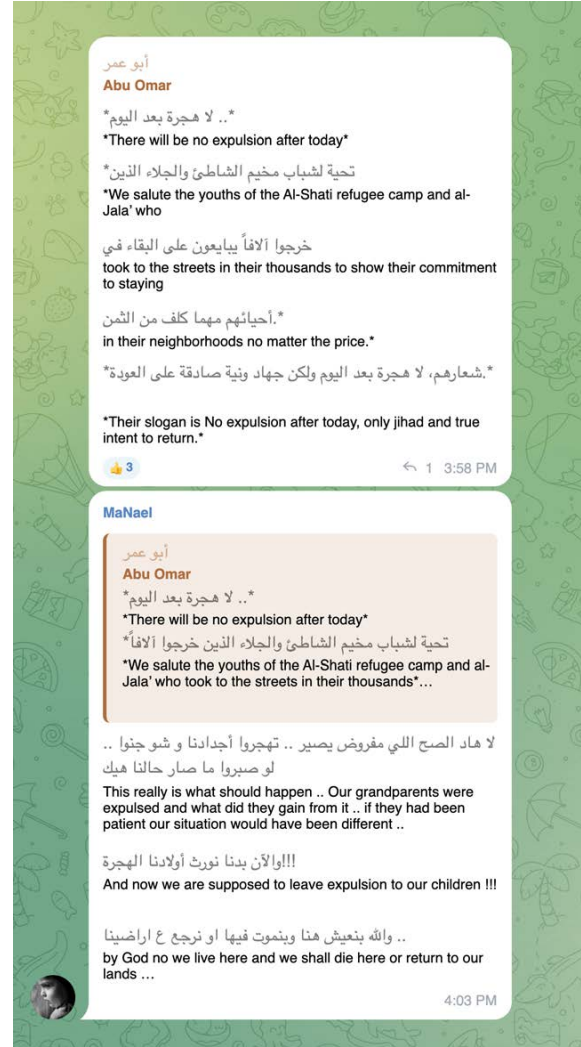 أبو عمر
Abu Omar
*.. لا هجرة بعد اليوم*
*There will be no expulsion after today*
*تحية لشباب مخيم الشاطئ والجلاء الذين
*We salute the youths of the Al-Shati refugee camp and al-
Jala’ who
خرجوا آلافاً يبايعون على البقاء في
took to the streets in their thousands to show their commitment
to staying
أحيائهم مهما كلف من الثمن.*
in their neighborhoods no matter the price.*
*شعارهم، لا هجرة بعد اليوم ولكن جهاد ونية صادقة على العودة.*
*Their slogan is No expulsion after today, only jihad and true
intent to return.*
👍 3
1 3:58 PM
MaNael
أبو عمر
Abu Omar
*.. لا هجرة بعد اليوم*
*There will be no expulsion after today*
*تحية لشباب مخيم الشاطئ والجلاء الذين خرجوا آلافاً*
*We salute the youths of the Al-Shati refugee camp and al-
Jala’ who took to the streets in their thousands*…
لا هاد الصح اللي مفروض يصير .. تهجروا أجدادنا و شو جنوا ..
لو صبروا ما صار حالنا هيك
This really is what should happen .. Our grandparents were
expulsed and what did they gain from it .. if they had been
patient our situation would have been different ..
والآن بدنا نورث أولادنا الهجرة!!!
And now we are supposed to leave expulsion to our children !!!
والله بنعيش هنا وبنموت فيها او نرجع ع اراضينا ..
by God no we live here and we shall die here or return to our
lands …
4:03 PM